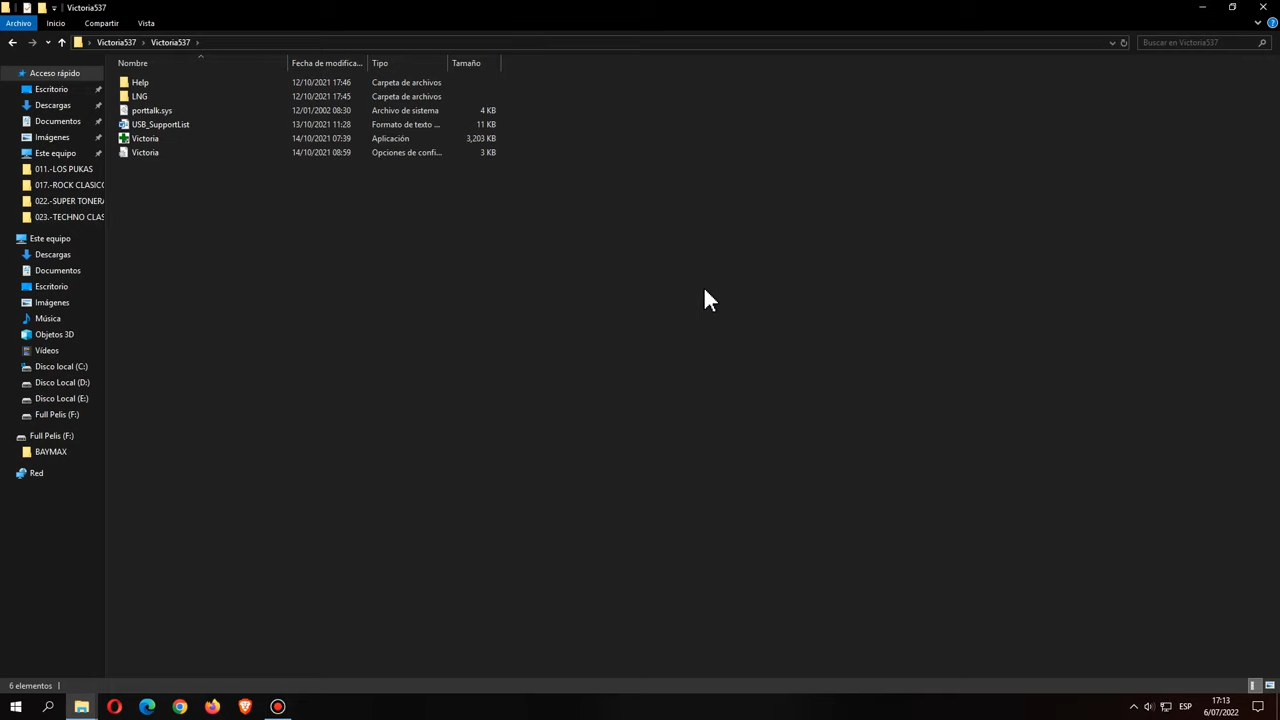 Victoria537
Archivo Inicio Compartir Vista
Victoria537 Victoria537 Buscar en Victoria537
Nombre Fecha de modifica... Tipo Tamaño
Help 12/10/2021 17:46 Carpeta de archivos
LNG 12/10/2021 17:45 Carpeta de archivos
porttalk.sys 12/01/2002 08:30 Archivo de sistema 4 KB
USB_SupportList 13/10/2021 11:28 Formato de texto ... 11 KB
Victoria 14/10/2021 07:39 Aplicación 3,203 KB
Victoria 14/10/2021 08:59 Opciones de confi... 3 KB
Acceso rápido
Escritorio
Descargas
Documentos
Imágenes
Este equipo
011.-LOS PUKAS
017.-ROCK CLASICO
022.-SUPER TONERA
023.-TECHNO CLAS
Este equipo
Descargas
Documentos
Escritorio
Imágenes
Música
Objetos 3D
Vídeos
Disco local (C:)
Disco Local (D:)
Disco Local (E:)
Full Pelis (F:)
Full Pelis (F:)
BAYMAX
Red
6 elementos
ESP
17:13
6/07/2022